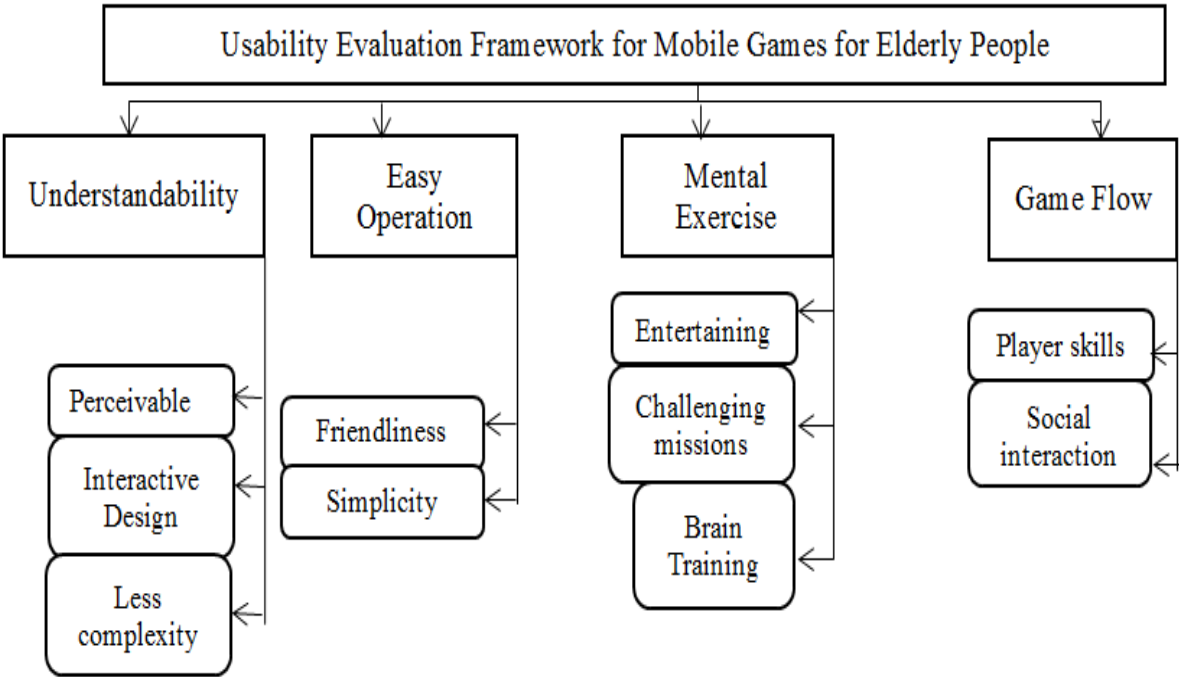 Usability Evaluation Framework for Mobile Games for Elderly People
Understandability
Easy
Operation
Mental
Exercise
Game Flow
Perceivable
Interactive
Design
Less
complexity
Friendliness
Simplicity
Entertaining
Challenging
missions
Brain
Training
Player skills
Social
interaction